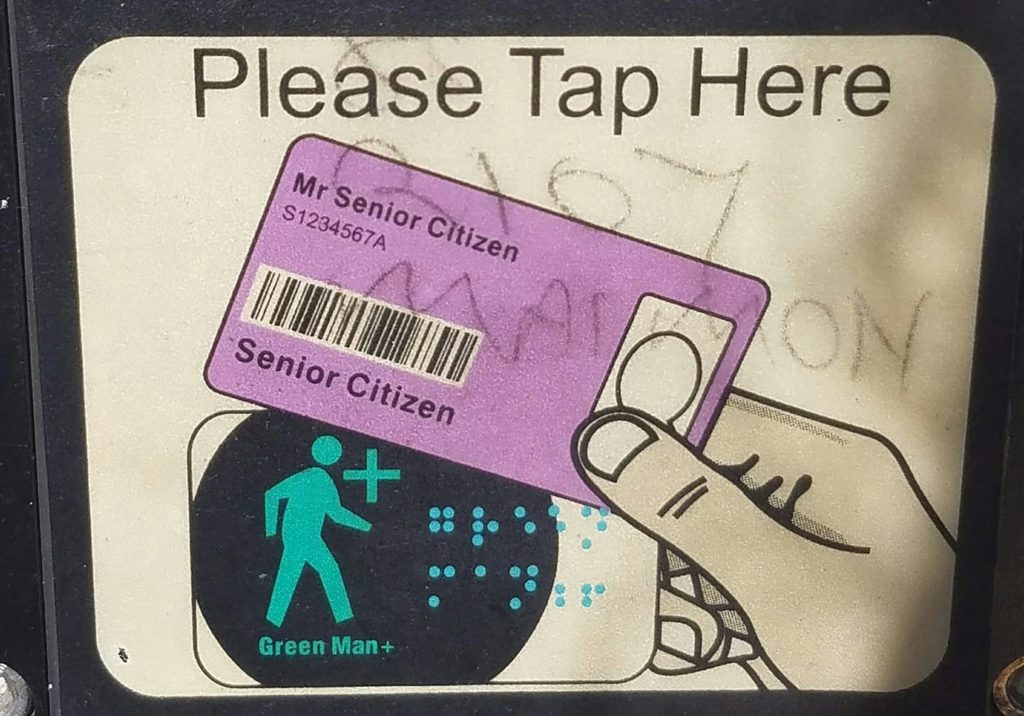 Please Tap Here
Mr Senior Citizen
S1234567A
Senior Citizen
Green Man+